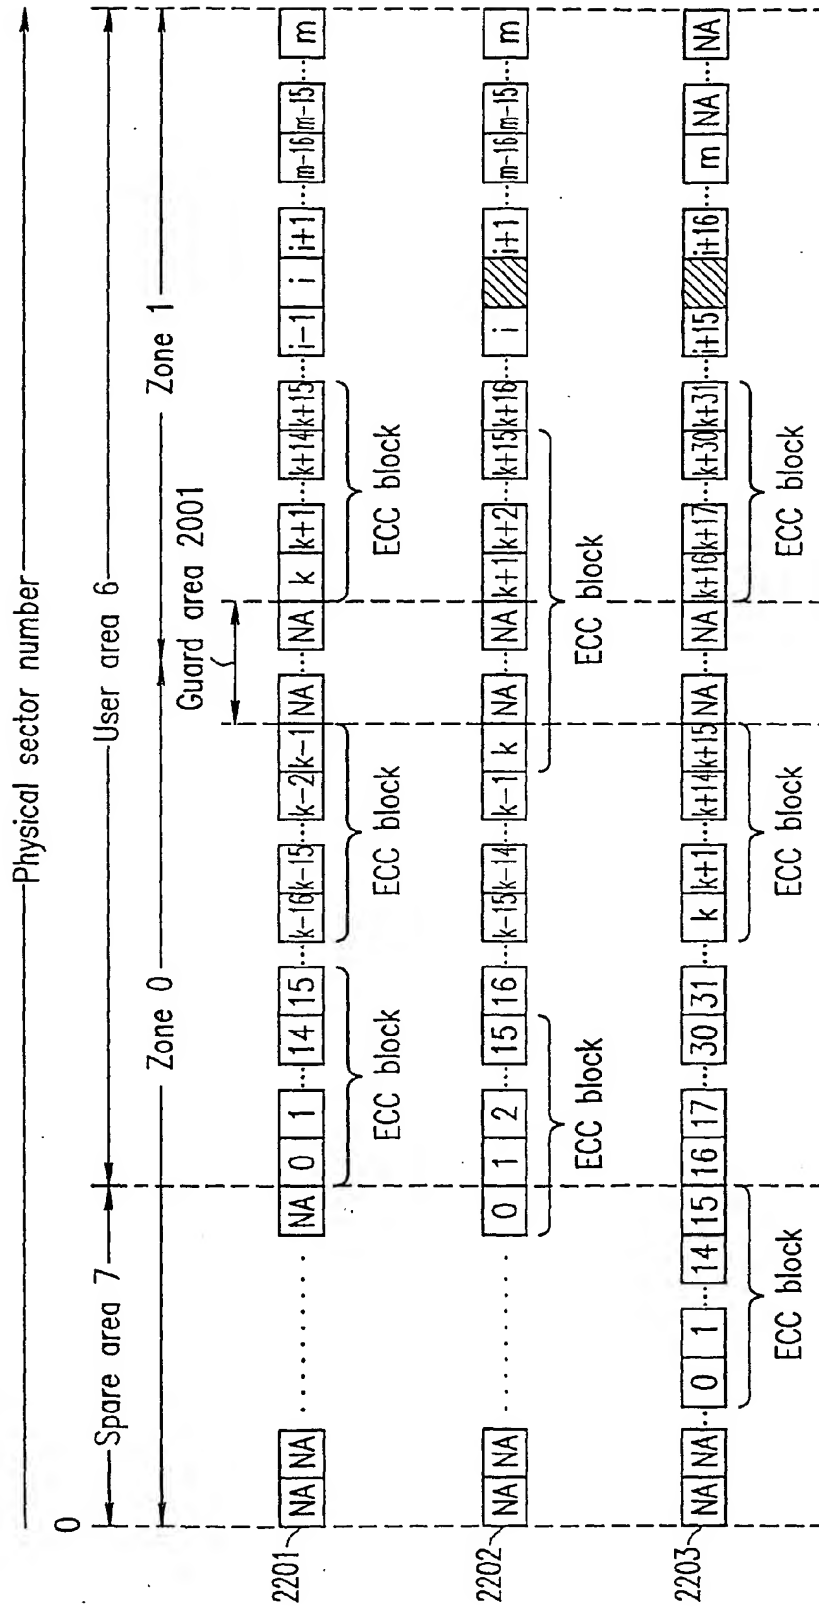 Physical sector number
0
Spare area 7
User area 6
Zone 0
Zone 1
Guard area 2001
2201
NA NA ······· NA 0 1 ··· 14 15 ··· k-16 k-15 ··· k-2 k-1 NA ··· NA k k+1 ··· k+14 k+15 ··· i-1 i i+1 ··· m-16 m-15 ··· m
ECC block
ECC block
ECC block
2202
NA NA ······· 0 1 2 ··· 15 16 ··· k-15 k-14 ··· k-1 k NA ··· NA k+1 k+2 ··· k+15 k+16 ··· i i+1 ··· m-16 m-15 ··· m
ECC block
ECC block
2203
NA NA ··· 0 1 ··· 14 15 16 17 ··· 30 31 ··· k k+1 ··· k+14 k+15 NA ··· NA k+16 k+17 ··· k+30 k+31 ··· i+15 i+16 ··· m NA ··· NA
ECC block
ECC block
ECC block